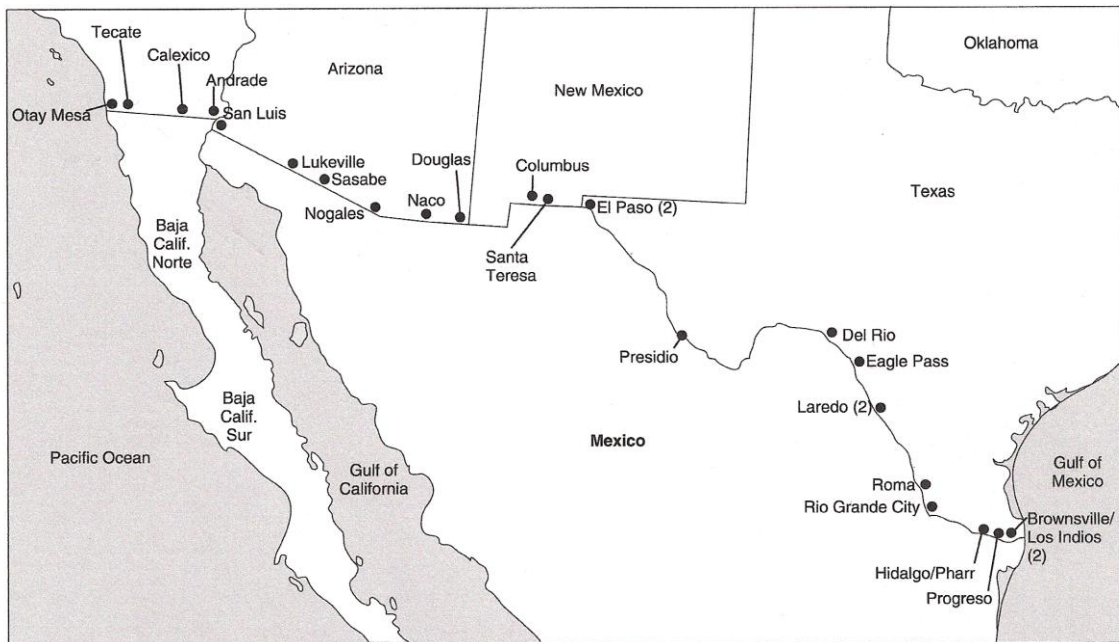 Tecate
Calexico
Andrade
Otay Mesa
San Luis
Arizona
New Mexico
Oklahoma
Lukeville
Sasabe
Nogales
Naco
Douglas
Columbus
Santa
Teresa
El Paso (2)
Texas
Baja
Calif.
Norte
Presidio
Del Rio
Eagle Pass
Laredo (2)
Baja
Calif.
Sur
Mexico
Pacific Ocean
Gulf of
California
Gulf of
Mexico
Roma
Rio Grande City
Brownsville/
Los Indios
(2)
Hidalgo/Pharr
Progreso